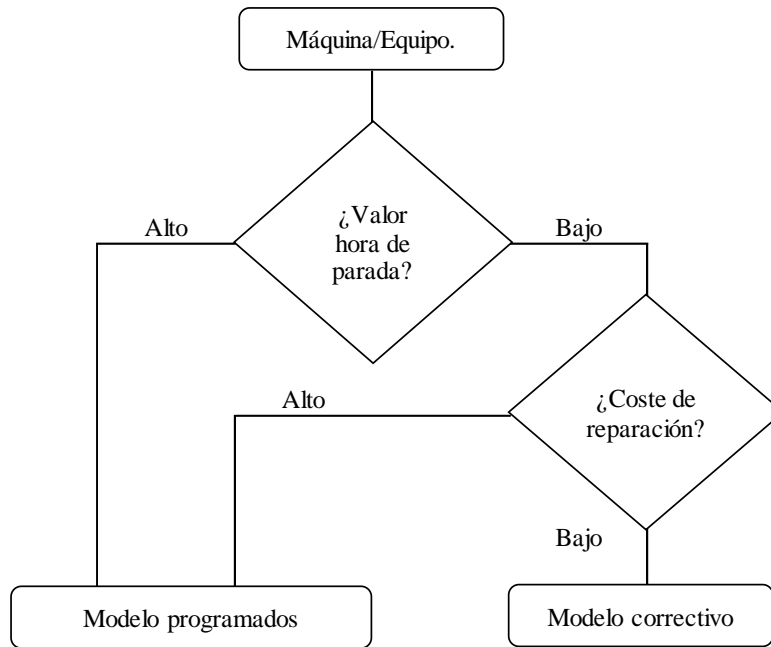 Máquina/Equipo.
¿Valor
hora de
parada?
Alto
Bajo
¿Coste de
reparación?
Alto
Bajo
Modelo programados
Modelo correctivo